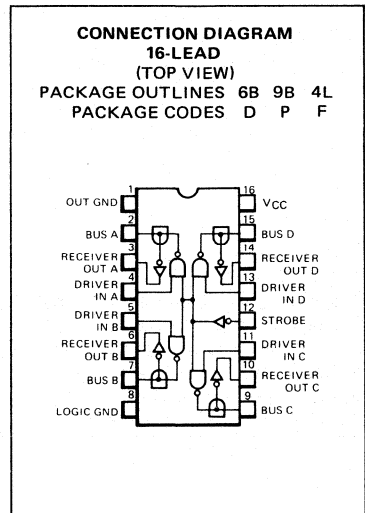 CONNECTION DIAGRAM
16-LEAD
(TOP VIEW)
PACKAGE OUTLINES 6B 9B 4L
PACKAGE CODES D P F
1
OUT GND
2
BUS A
3
RECEIVER
OUT A
4
DRIVER
IN A
5
DRIVER
IN B
6
RECEIVER
OUT B
7
BUS B
8
LOGIC GND
16
VCC
15
BUS D
14
RECEIVER
OUT D
13
DRIVER
IN D
12
STROBE
11
DRIVER
IN C
10
RECEIVER
OUT C
9
BUS C